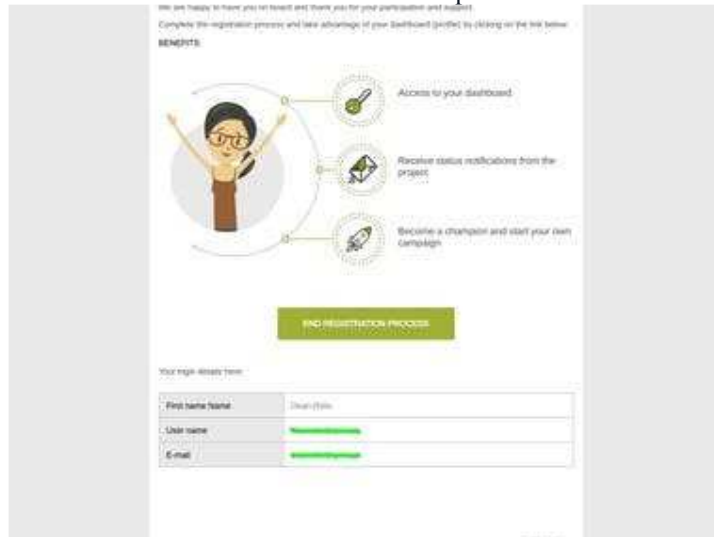 We are happy to have you on board and thank you for your participation and support.
Complete the registration process and take advantage of your dashboard (profile) by clicking on the link below.
BENEFITS:
Access to your dashboard
Receive status notifications from the
project
Become a champion and start your own
campaign
END REGISTRATION PROCESS
Your login details here:
First name Name
User name
E-mail